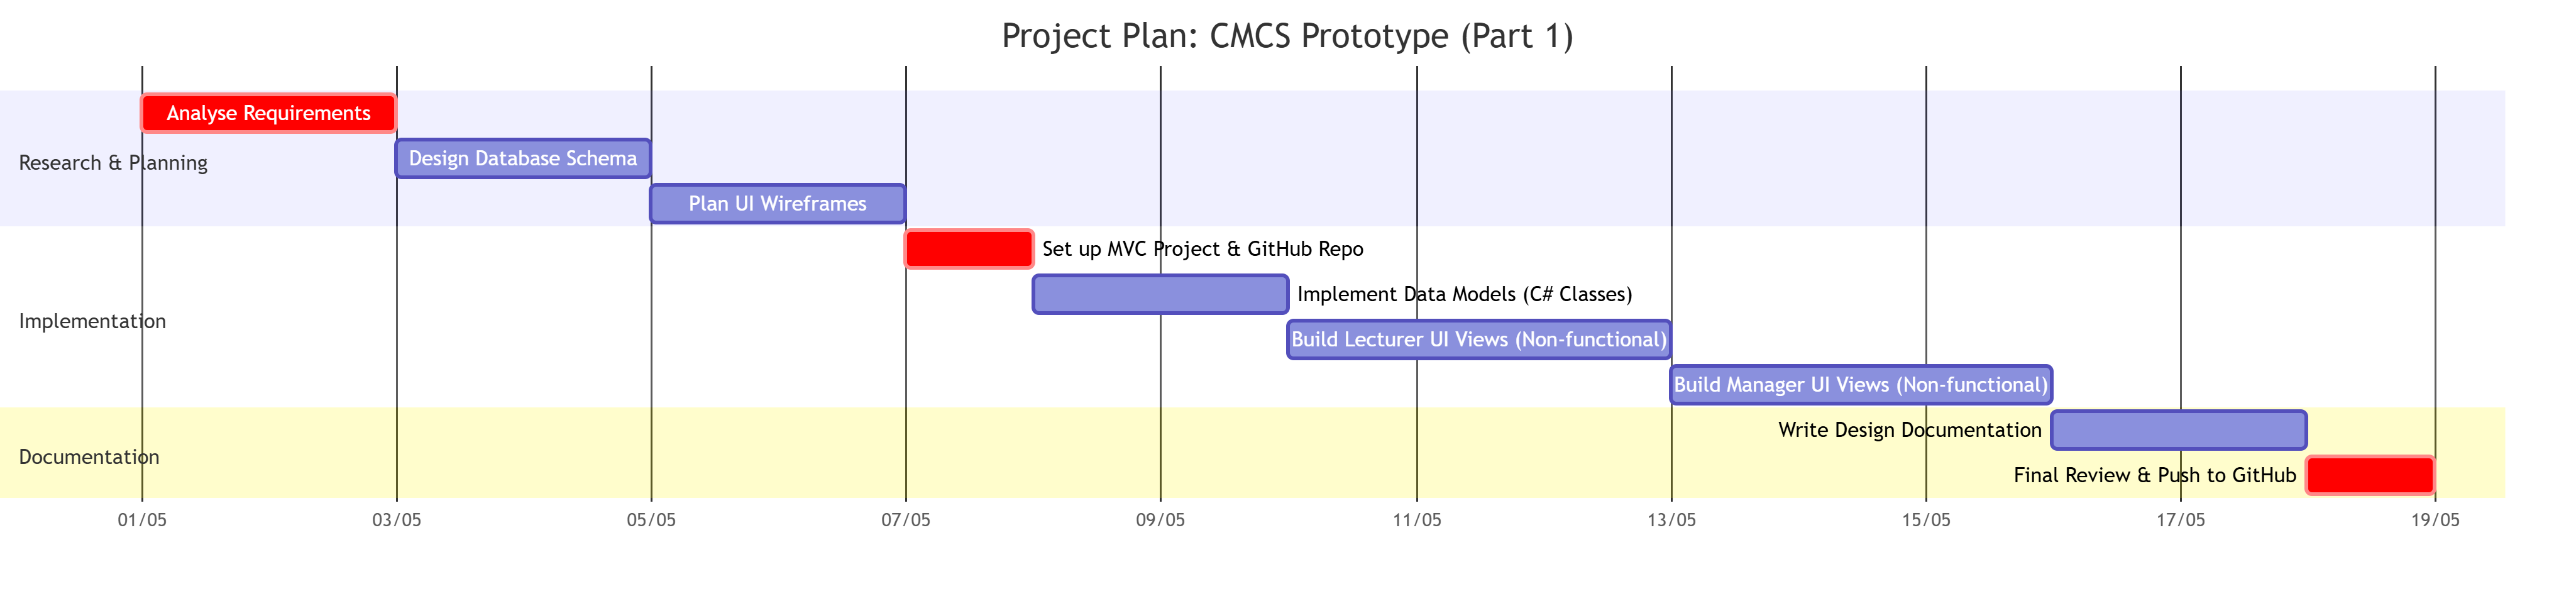 Project Plan: CMCS Prototype (Part 1)
Analyse Requirements
Design Database Schema
Research & Planning
Plan UI Wireframes
Set up MVC Project & GitHub Repo
Implement Data Models (C# Classes)
Implementation
Build Lecturer UI Views (Non-functional)
Build Manager UI Views (Non-functional)
Write Design Documentation
Documentation
Final Review & Push to GitHub
01/05 03/05 05/05 07/05 09/05 11/05 13/05 15/05 17/05 19/05